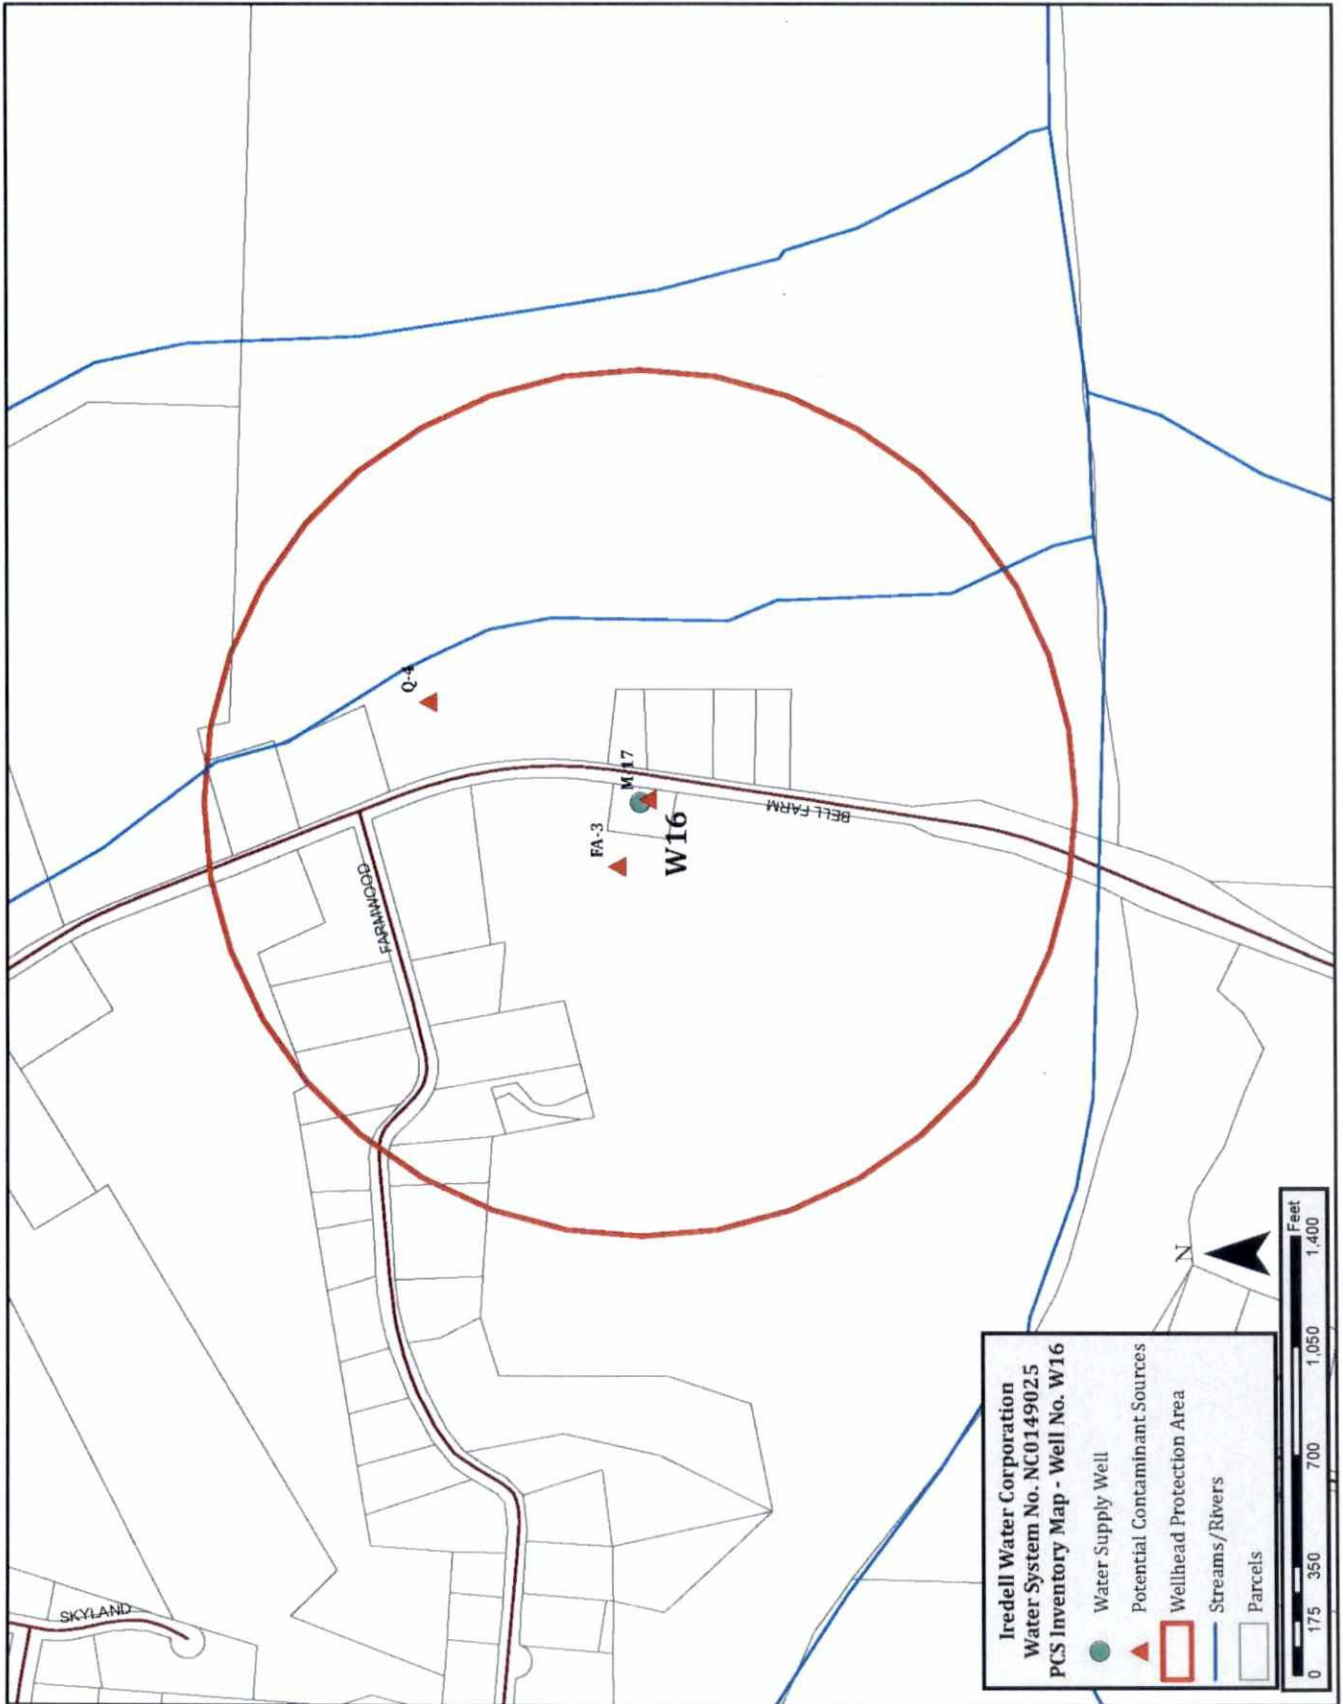 SKYLAND
FARMWOOD
BELL FARM
Q-4
M-17
FA-3
W16
Iredell Water Corporation
Water System No. NC0149025
PCS Inventory Map - Well No. W16
Water Supply Well
Potential Contaminant Sources
Wellhead Protection Area
Streams/Rivers
Parcels
N
Feet
0 175 350 700 1,050 1,400